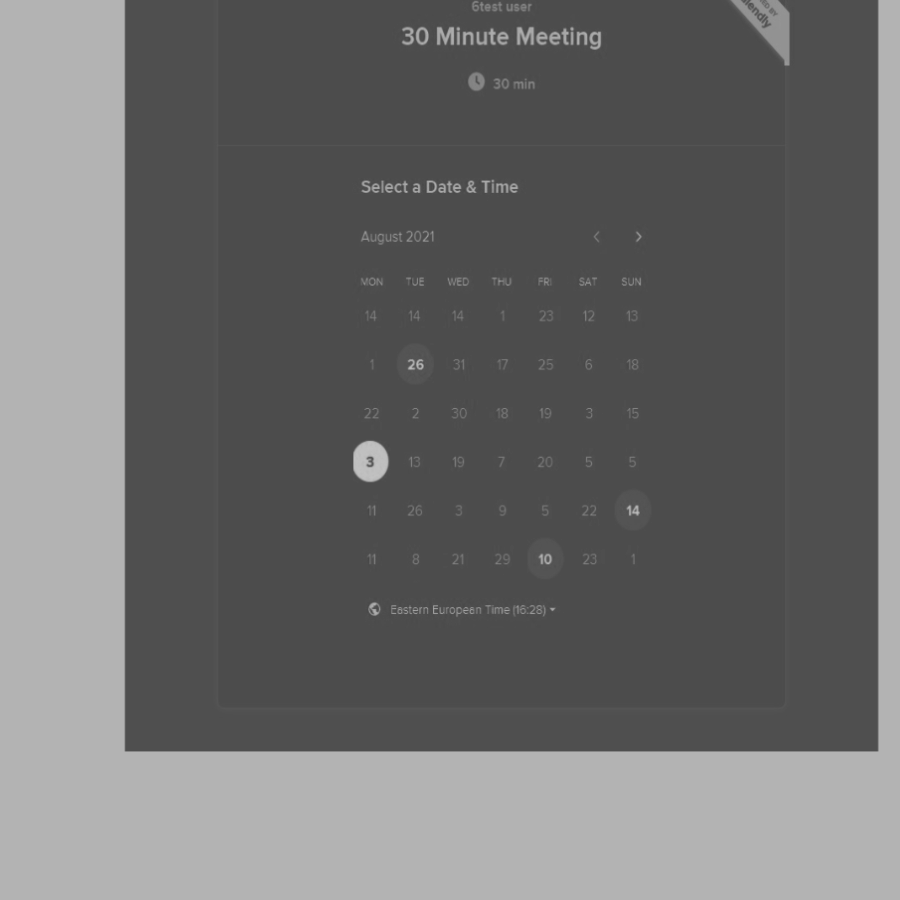 6test user
30 Minute Meeting
30 min
Select a Date & Time
August 2021
MON TUE WED THU FRI SAT SUN
14 14 14 1 23 12 13
1 26 31 17 25 6 18
22 2 30 18 19 3 15
3 13 19 7 20 5 5
11 26 3 9 5 22 14
11 8 21 29 10 23 1
Eastern European Time (16:28)